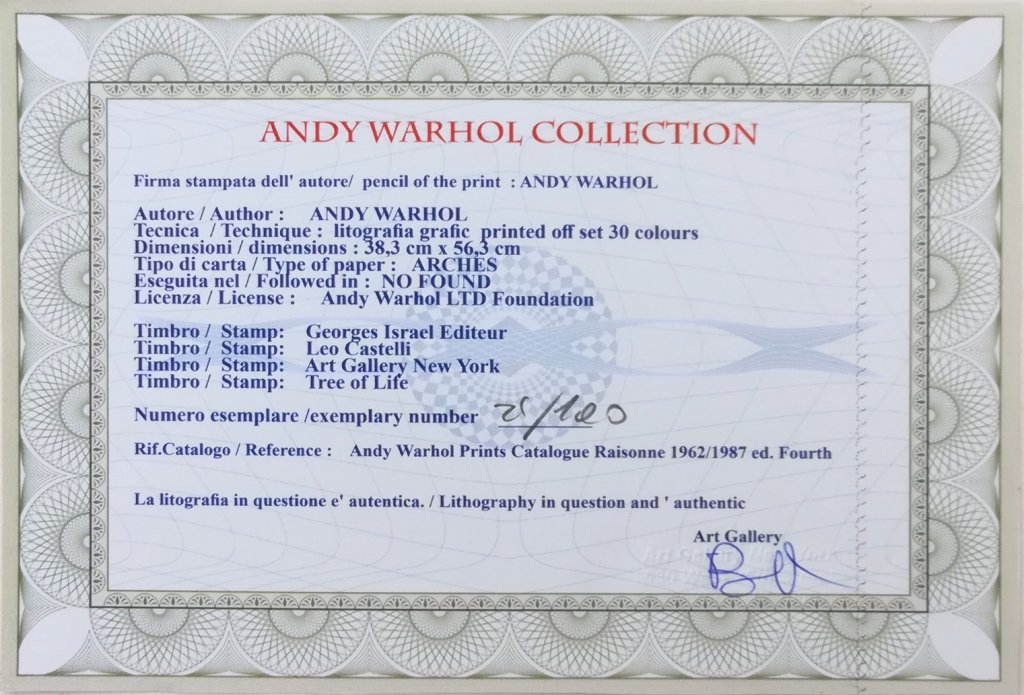 ANDY WARHOL COLLECTION
Firma stampata dell' autore/ pencil of the print : ANDY WARHOL
Autore / Author : ANDY WARHOL
Tecnica / Technique : litografia grafic printed off set 30 colours
Dimensioni / dimensions : 38,3 cm x 56,3 cm
Tipo di carta / Type of paper : ARCHES
Eseguita nel / Followed in : NO FOUND
Licenza / License : Andy Warhol LTD Foundation
Timbro / Stamp: Georges Israel Editeur
Timbro / Stamp: Leo Castelli
Timbro / Stamp: Art Gallery New York
Timbro / Stamp: Tree of Life
Numero esemplare /exemplary number /100
Rif.Catalogo / Reference : Andy Warhol Prints Catalogue Raisonne 1962/1987 ed. Fourth
La litografia in questione e' autentica. / Lithography in question and ' authentic
Art Gallery